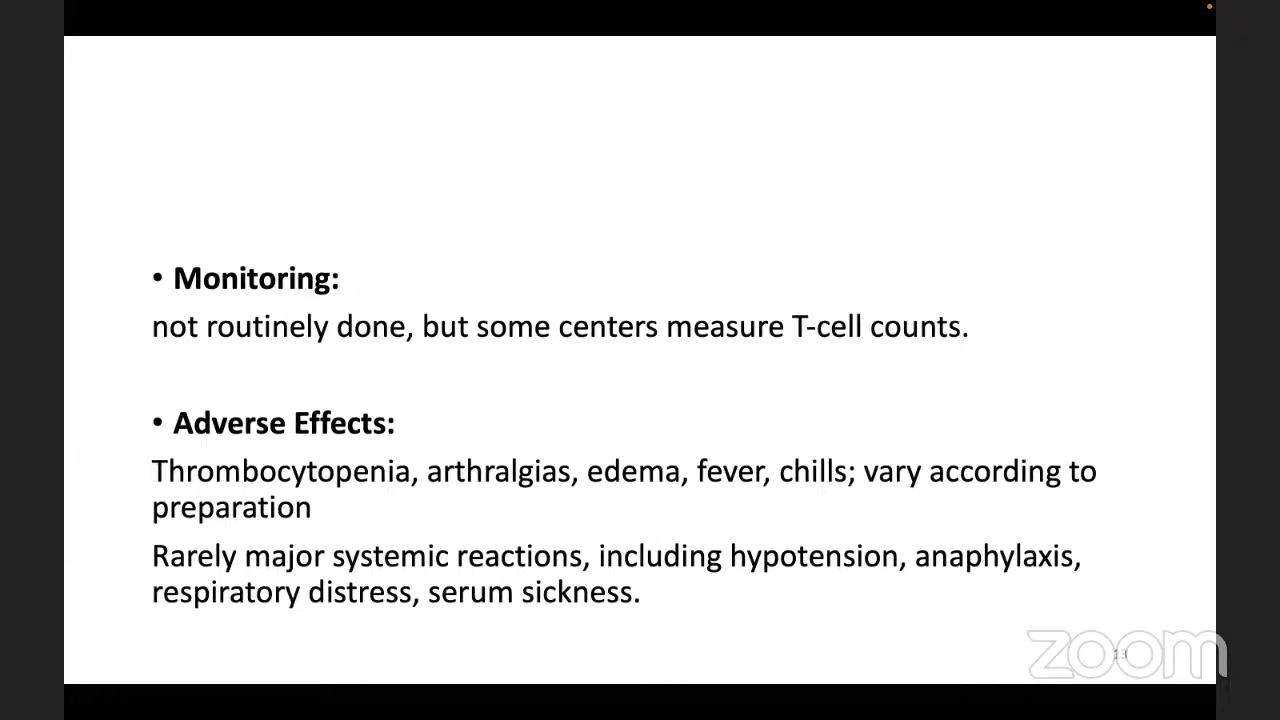 • Monitoring:
not routinely done, but some centers measure T-cell counts.
• Adverse Effects:
Thrombocytopenia, arthralgias, edema, fever, chills; vary according to
preparation
Rarely major systemic reactions, including hypotension, anaphylaxis,
respiratory distress, serum sickness.
13
zoom